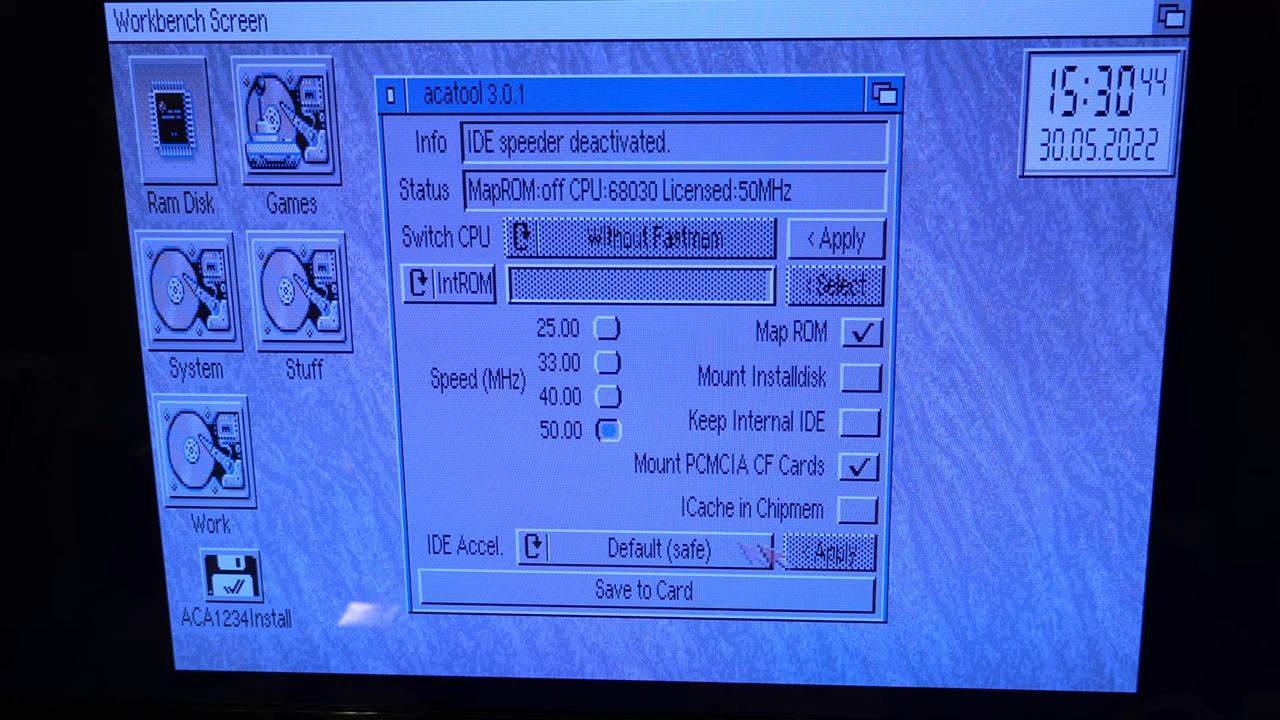 Workbench Screen
15:30 44
30.05.2022
Ram Disk
Games
System
Stuff
Work
ACA1234Install
acatool 3.0.1
Info IDE speeder deactivated.
Status MapROM:off CPU:68030 Licensed:50MHz
Switch CPU without Fastmem < Apply
IntROM < Select
Speed (MHz)
25.00
33.00
40.00
50.00
Map ROM
Mount Installdisk
Keep Internal IDE
Mount PCMCIA CF Cards
ICache in Chipmem
IDE Accel. Default (safe) Apply
Save to Card